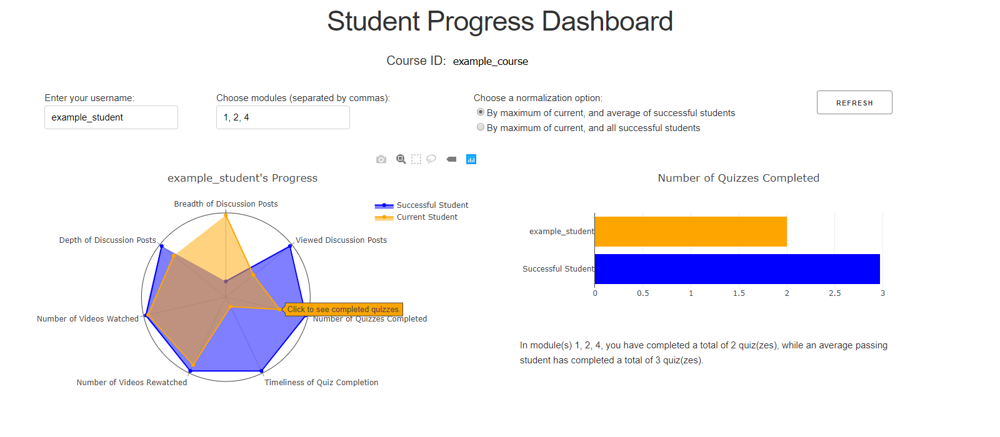 Student Progress Dashboard
Course ID: example_course
Enter your username:
example_student
Choose modules (separated by commas):
1, 2, 4
Choose a normalization option:
By maximum of current, and average of successful students
By maximum of current, and all successful students
REFRESH
example_student's Progress
Successful Student
Current Student
Breadth of Discussion Posts
Depth of Discussion Posts
Viewed Discussion Posts
Click to see completed quizzes.
Number of Videos Watched
Number of Quizzes Completed
Number of Videos Rewatched
Timeliness of Quiz Completion
Number of Quizzes Completed
example_student
Successful Student
0 0.5 1 1.5 2 2.5 3
In module(s) 1, 2, 4, you have completed a total of 2 quiz(zes), while an average passing
student has completed a total of 3 quiz(zes).